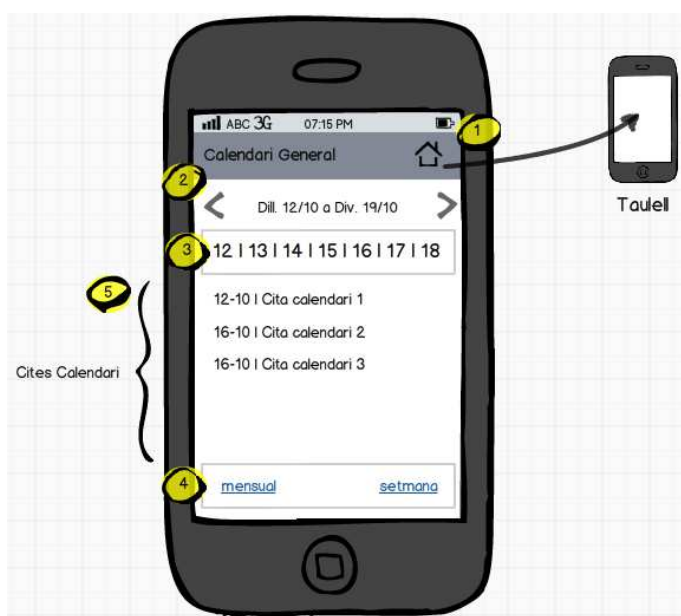 ABC 3G 07:15 PM
1
Calendari General
Taulell
2
Dill. 12/10 a Div. 19/10
3
12 | 13 | 14 | 15 | 16 | 17 | 18
5
12-10 | Cita calendari 1
16-10 | Cita calendari 2
16-10 | Cita calendari 3
Cites Calendari
4
mensual setmana